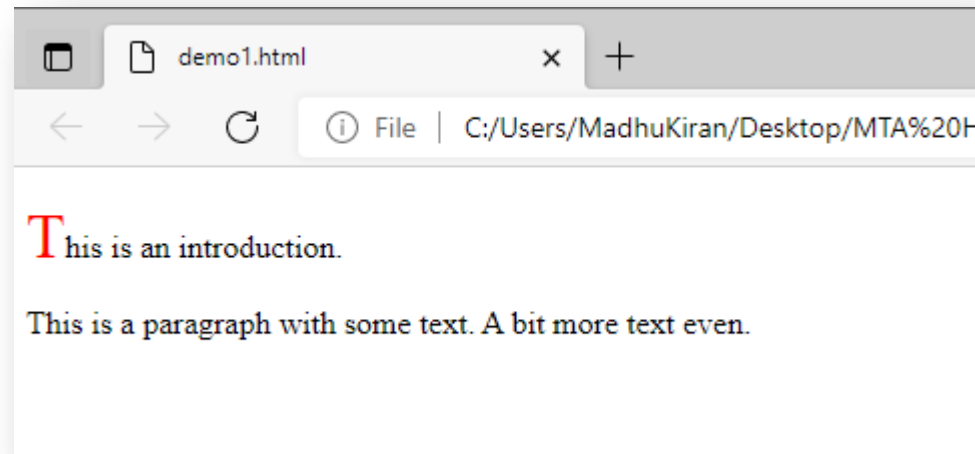 demo1.html
File | C:/Users/MadhuKiran/Desktop/MTA%20H
This is an introduction.
This is a paragraph with some text. A bit more text even.